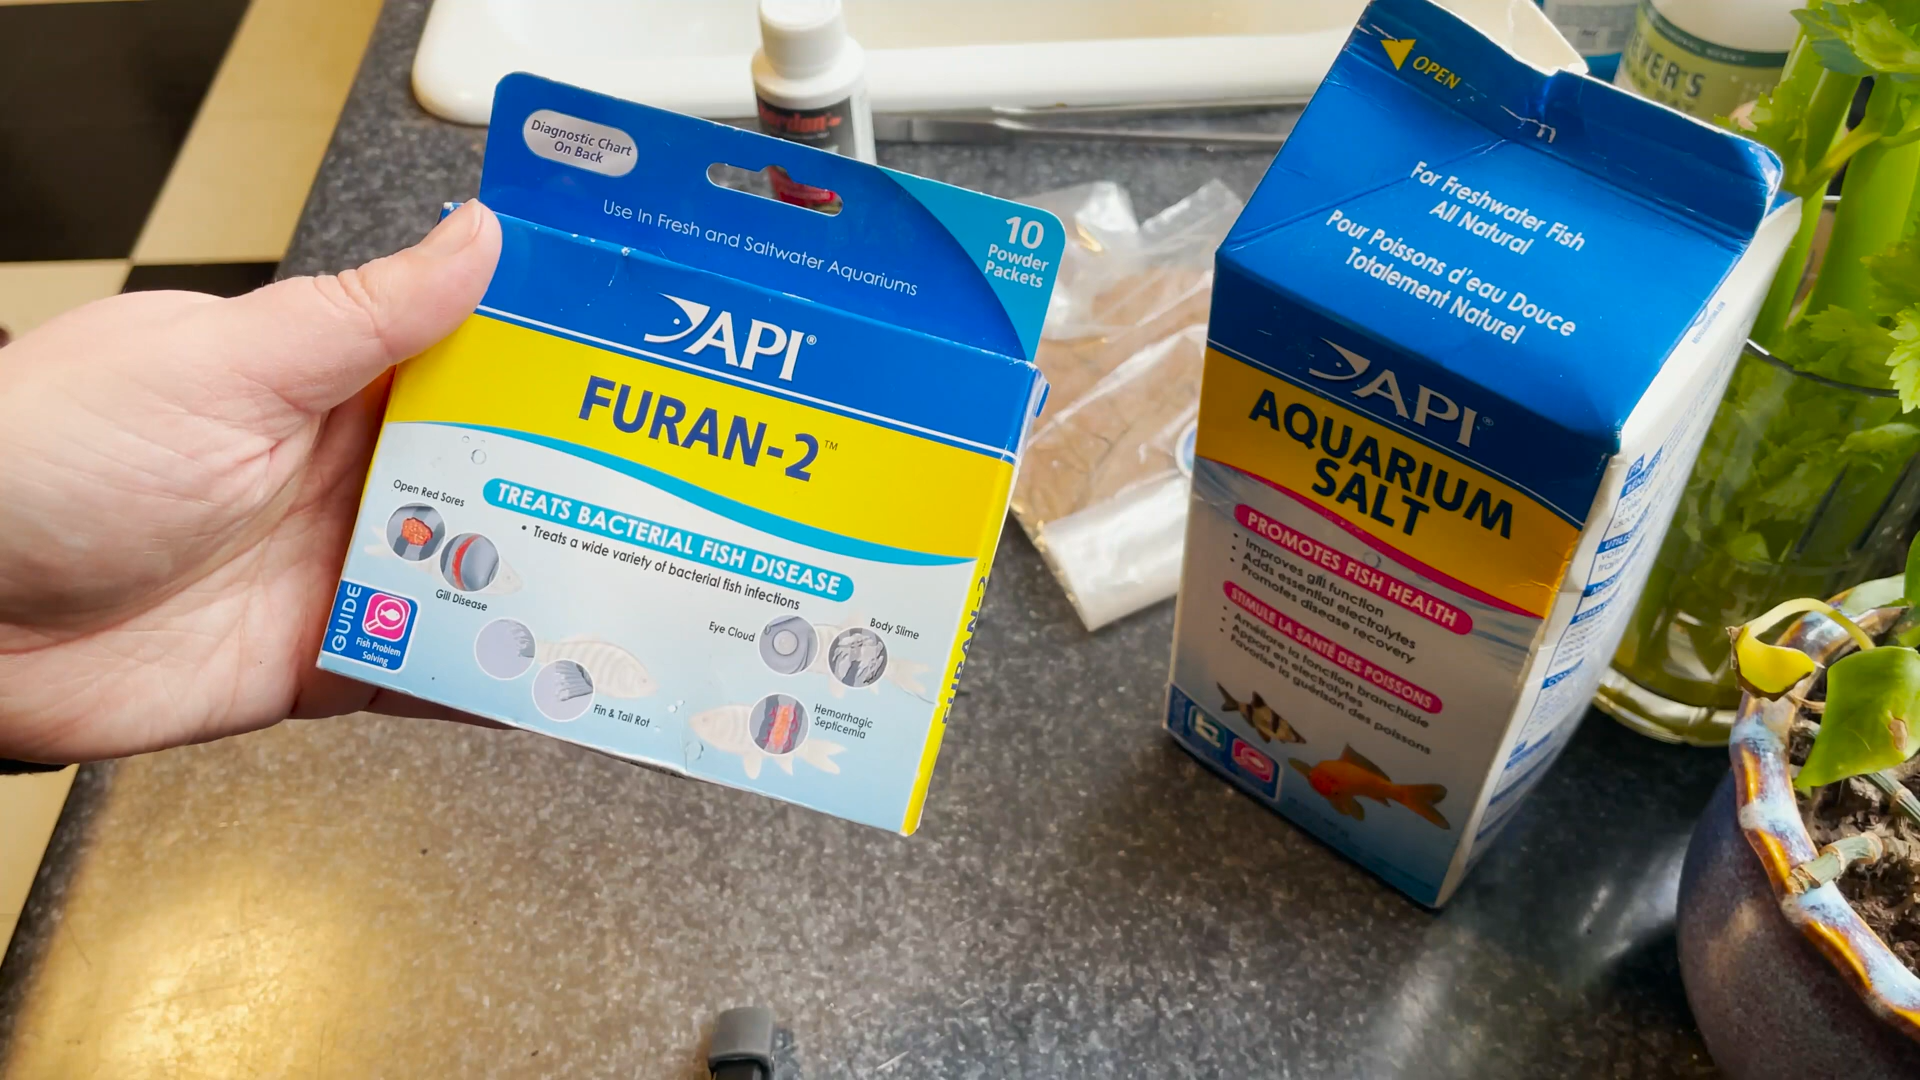 Diagnostic Chart
On Back
Use In Fresh and Saltwater Aquariums
10
Powder
Packets
API®
FURAN-2™
TREATS BACTERIAL FISH DISEASE
• Treats a wide variety of bacterial fish infections
Open Red Sores
Gill Disease
Eye Cloud
Body Slime
Fin & Tail Rot
Hemorrhagic
Septicemia
GUIDE
Fish Problem
Solving
FURAN-2
OPEN
For Freshwater Fish
All Natural
Pour Poissons d'eau Douce
Totalement Naturel
API®
AQUARIUM
SALT
PROMOTES FISH HEALTH
• Improves gill function
• Adds essential electrolytes
• Promotes disease recovery
STIMULE LA SANTÉ DES POISSONS
• Améliore la fonction branchiale
• Apport en électrolytes
• Favorise la guérison des poissons